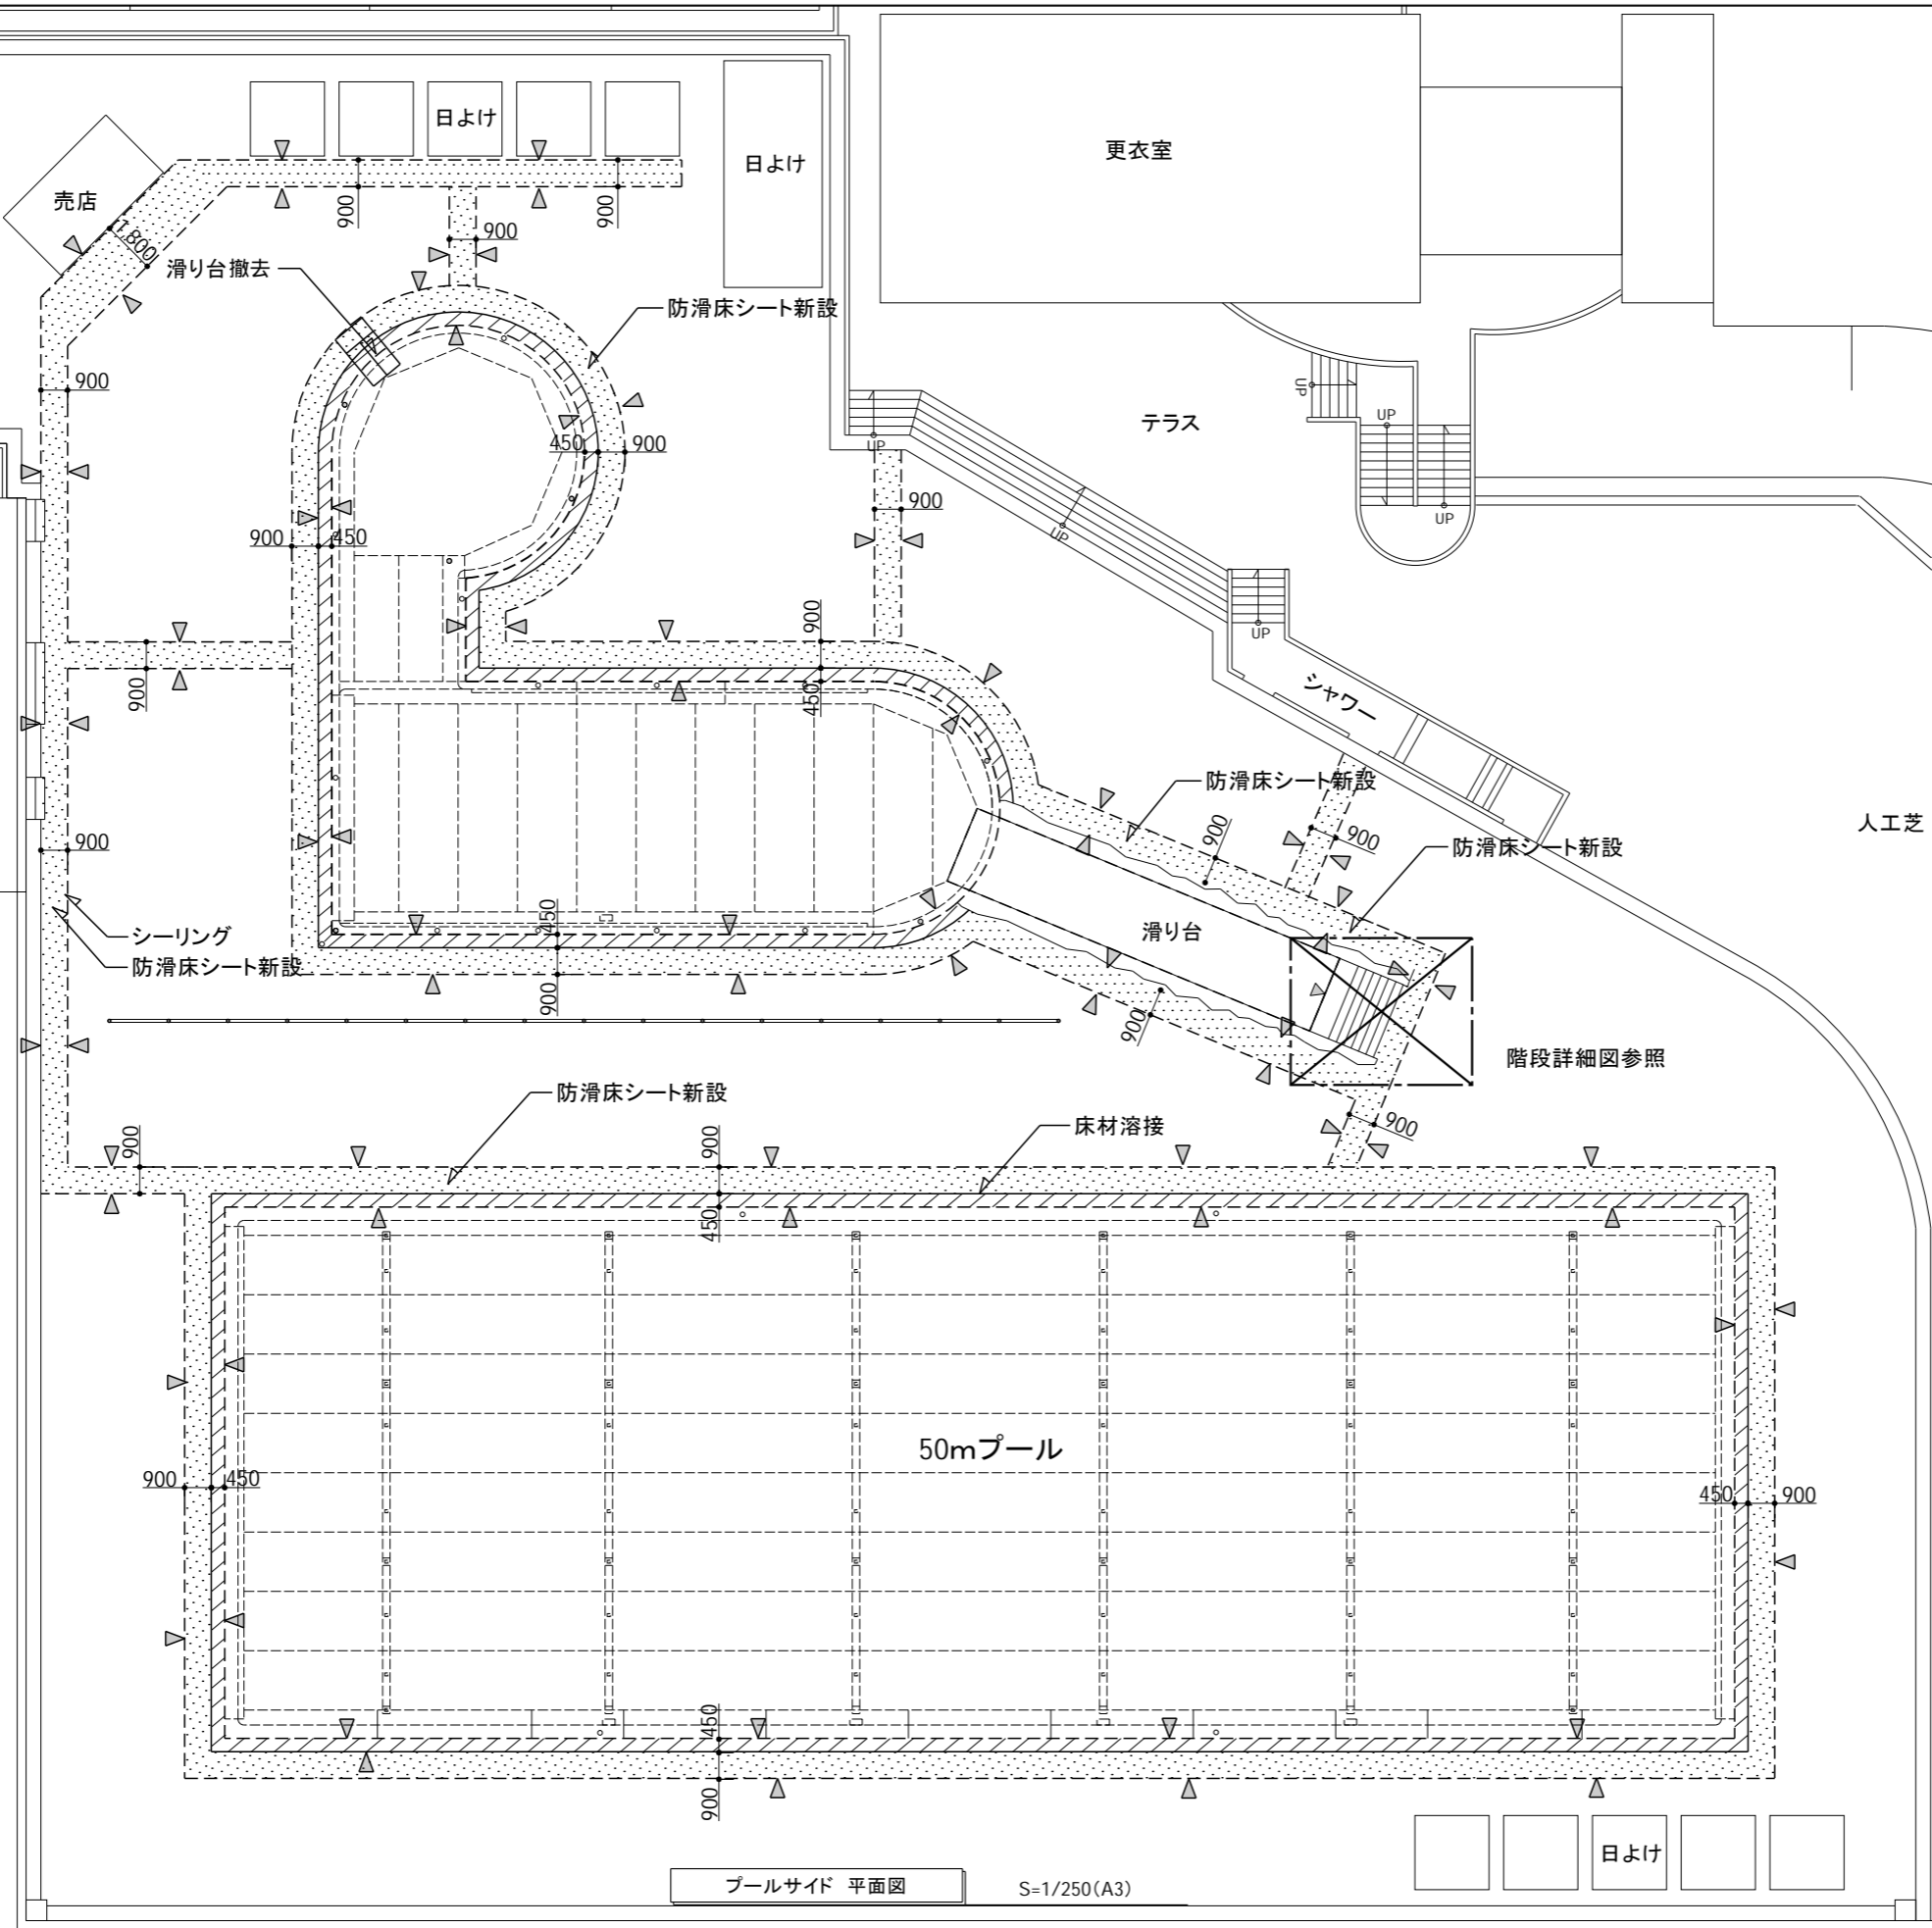 日よけ
日よけ
更衣室
売店
1,800
900
900
900
滑り台撤去
防滑床シート新設
900
テラス
UP
UP
UP
UP
UP
UP
450
900
900
450
900
900
900
450
シャワー
防滑床シート新設
900
900
防滑床シート新設
人工芝
900
シーリング
防滑床シート新設
450
900
滑り台
900
階段詳細図参照
防滑床シート新設
床材溶接
900
900
900
450
50mプール
900
450
450
900
450
900
日よけ
プールサイド 平面図
S=1/250(A3)